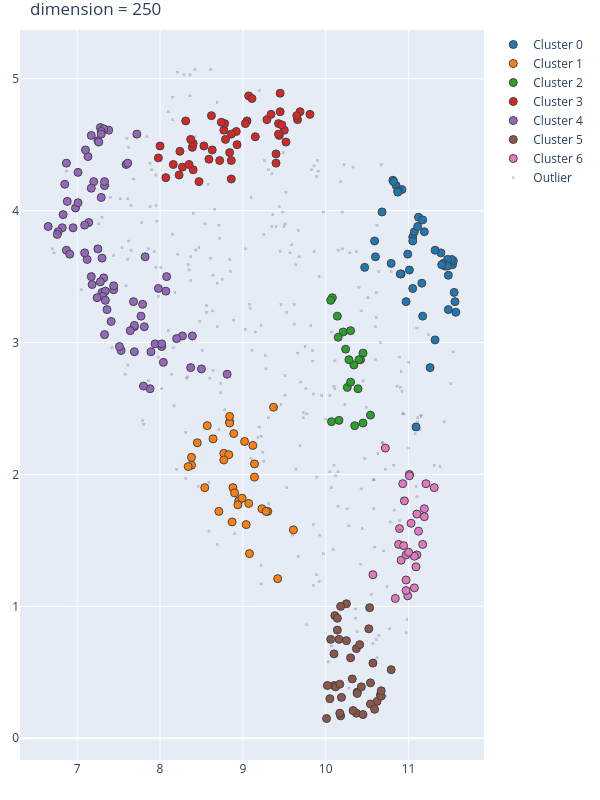 dimension = 250
Cluster 0
Cluster 1
Cluster 2
Cluster 3
Cluster 4
Cluster 5
Cluster 6
Outlier
5
4
3
2
1
0
7 8 9 10 11